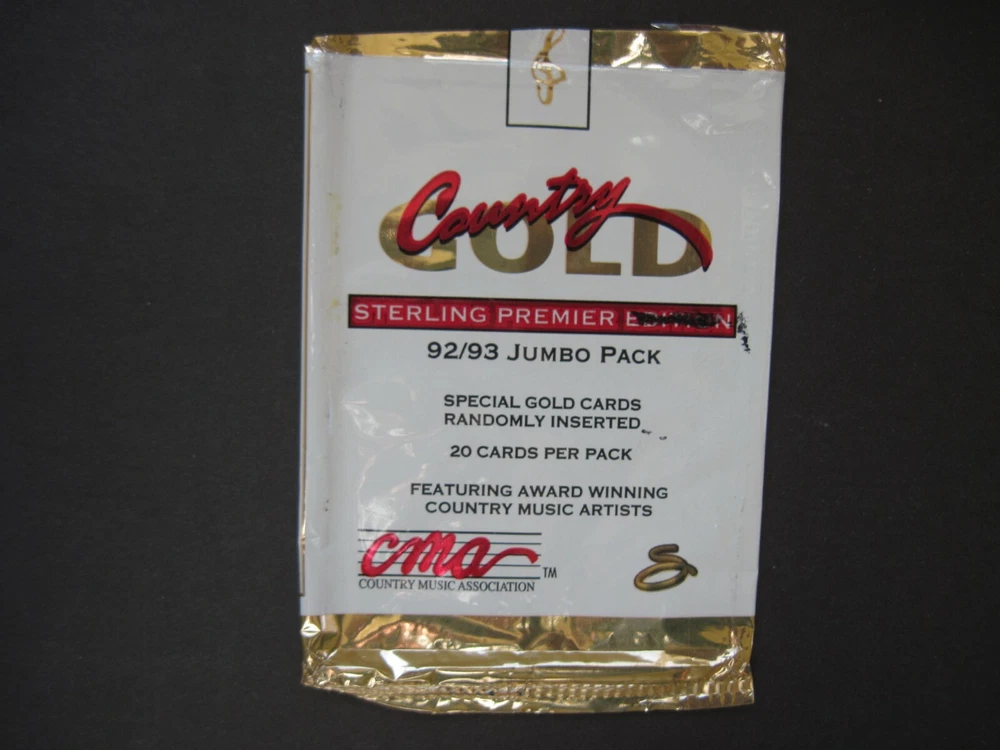 Country
GOLD
STERLING PREMIER EDITION
92/93 JUMBO PACK
SPECIAL GOLD CARDS
RANDOMLY INSERTED
20 CARDS PER PACK
FEATURING AWARD WINNING
COUNTRY MUSIC ARTISTS
cma TM
COUNTRY MUSIC ASSOCIATION